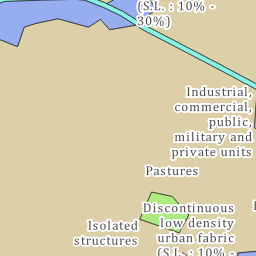 (S.L. : 10% -
30%)
Industrial,
commercial,
public,
military and
private units
Pastures
Discontinuous
low density
urban fabric
(S.L. : 10% -
Isolated
structures